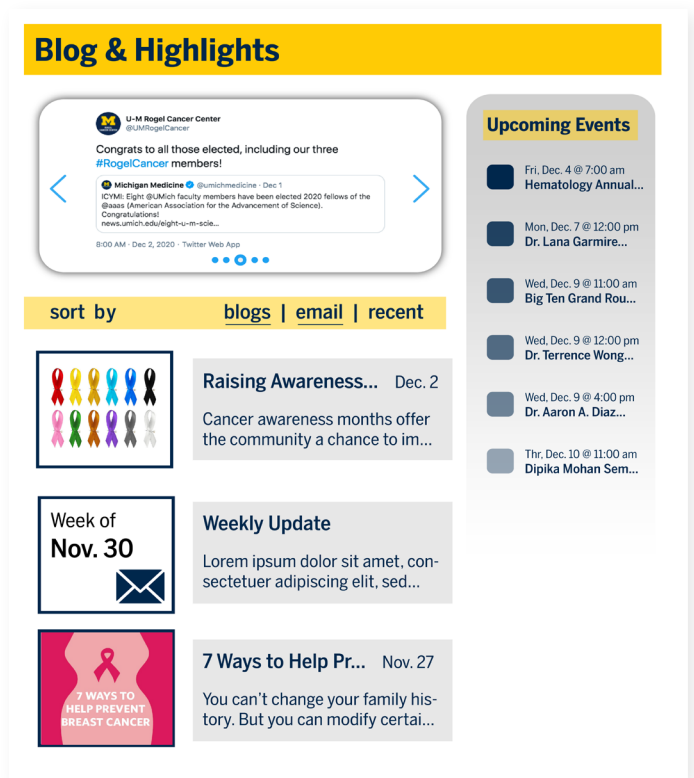 Blog & Highlights
U-M Rogel Cancer Center
@UMRogelCancer
Congrats to all those elected, including our three
#RogelCancer members!
Michigan Medicine @umichmedicine · Dec 1
ICYMI: Eight @UMich faculty members have been elected 2020 fellows of the
@aaas (American Association for the Advancement of Science).
Congratulations!
news.umich.edu/eight-u-m-scie...
8:00 AM · Dec 2, 2020 · Twitter Web App
sort by blogs | email | recent
Raising Awareness... Dec. 2
Cancer awareness months offer
the community a chance to im...
Week of
Nov. 30
Weekly Update
Lorem ipsum dolor sit amet, con-
sectetuer adipiscing elit, sed...
7 WAYS TO
HELP PREVENT
BREAST CANCER
7 Ways to Help Pr... Nov. 27
You can't change your family his-
tory. But you can modify certai...
Upcoming Events
Fri, Dec. 4 @ 7:00 am
Hematology Annual...
Mon, Dec. 7 @ 12:00 pm
Dr. Lana Garmire...
Wed, Dec. 9 @ 11:00 am
Big Ten Grand Rou...
Wed, Dec. 9 @ 12:00 pm
Dr. Terrence Wong...
Wed, Dec. 9 @ 4:00 pm
Dr. Aaron A. Diaz...
Thr, Dec. 10 @ 11:00 am
Dipika Mohan Sem...